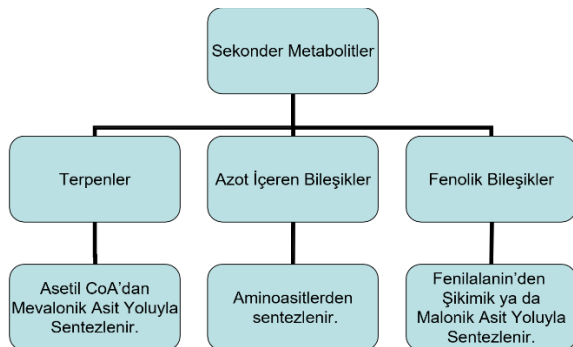 Sekonder Metabolitler
Terpenler
Azot İçeren Bileşikler
Fenolik Bileşikler
Asetil CoA’dan
Mevalonik Asit Yoluyla
Sentezlenir.
Aminoasitlerden
sentezlenir.
Fenilalanin’den
Şikimik ya da
Malonik Asit Yoluyla
Sentezlenir.